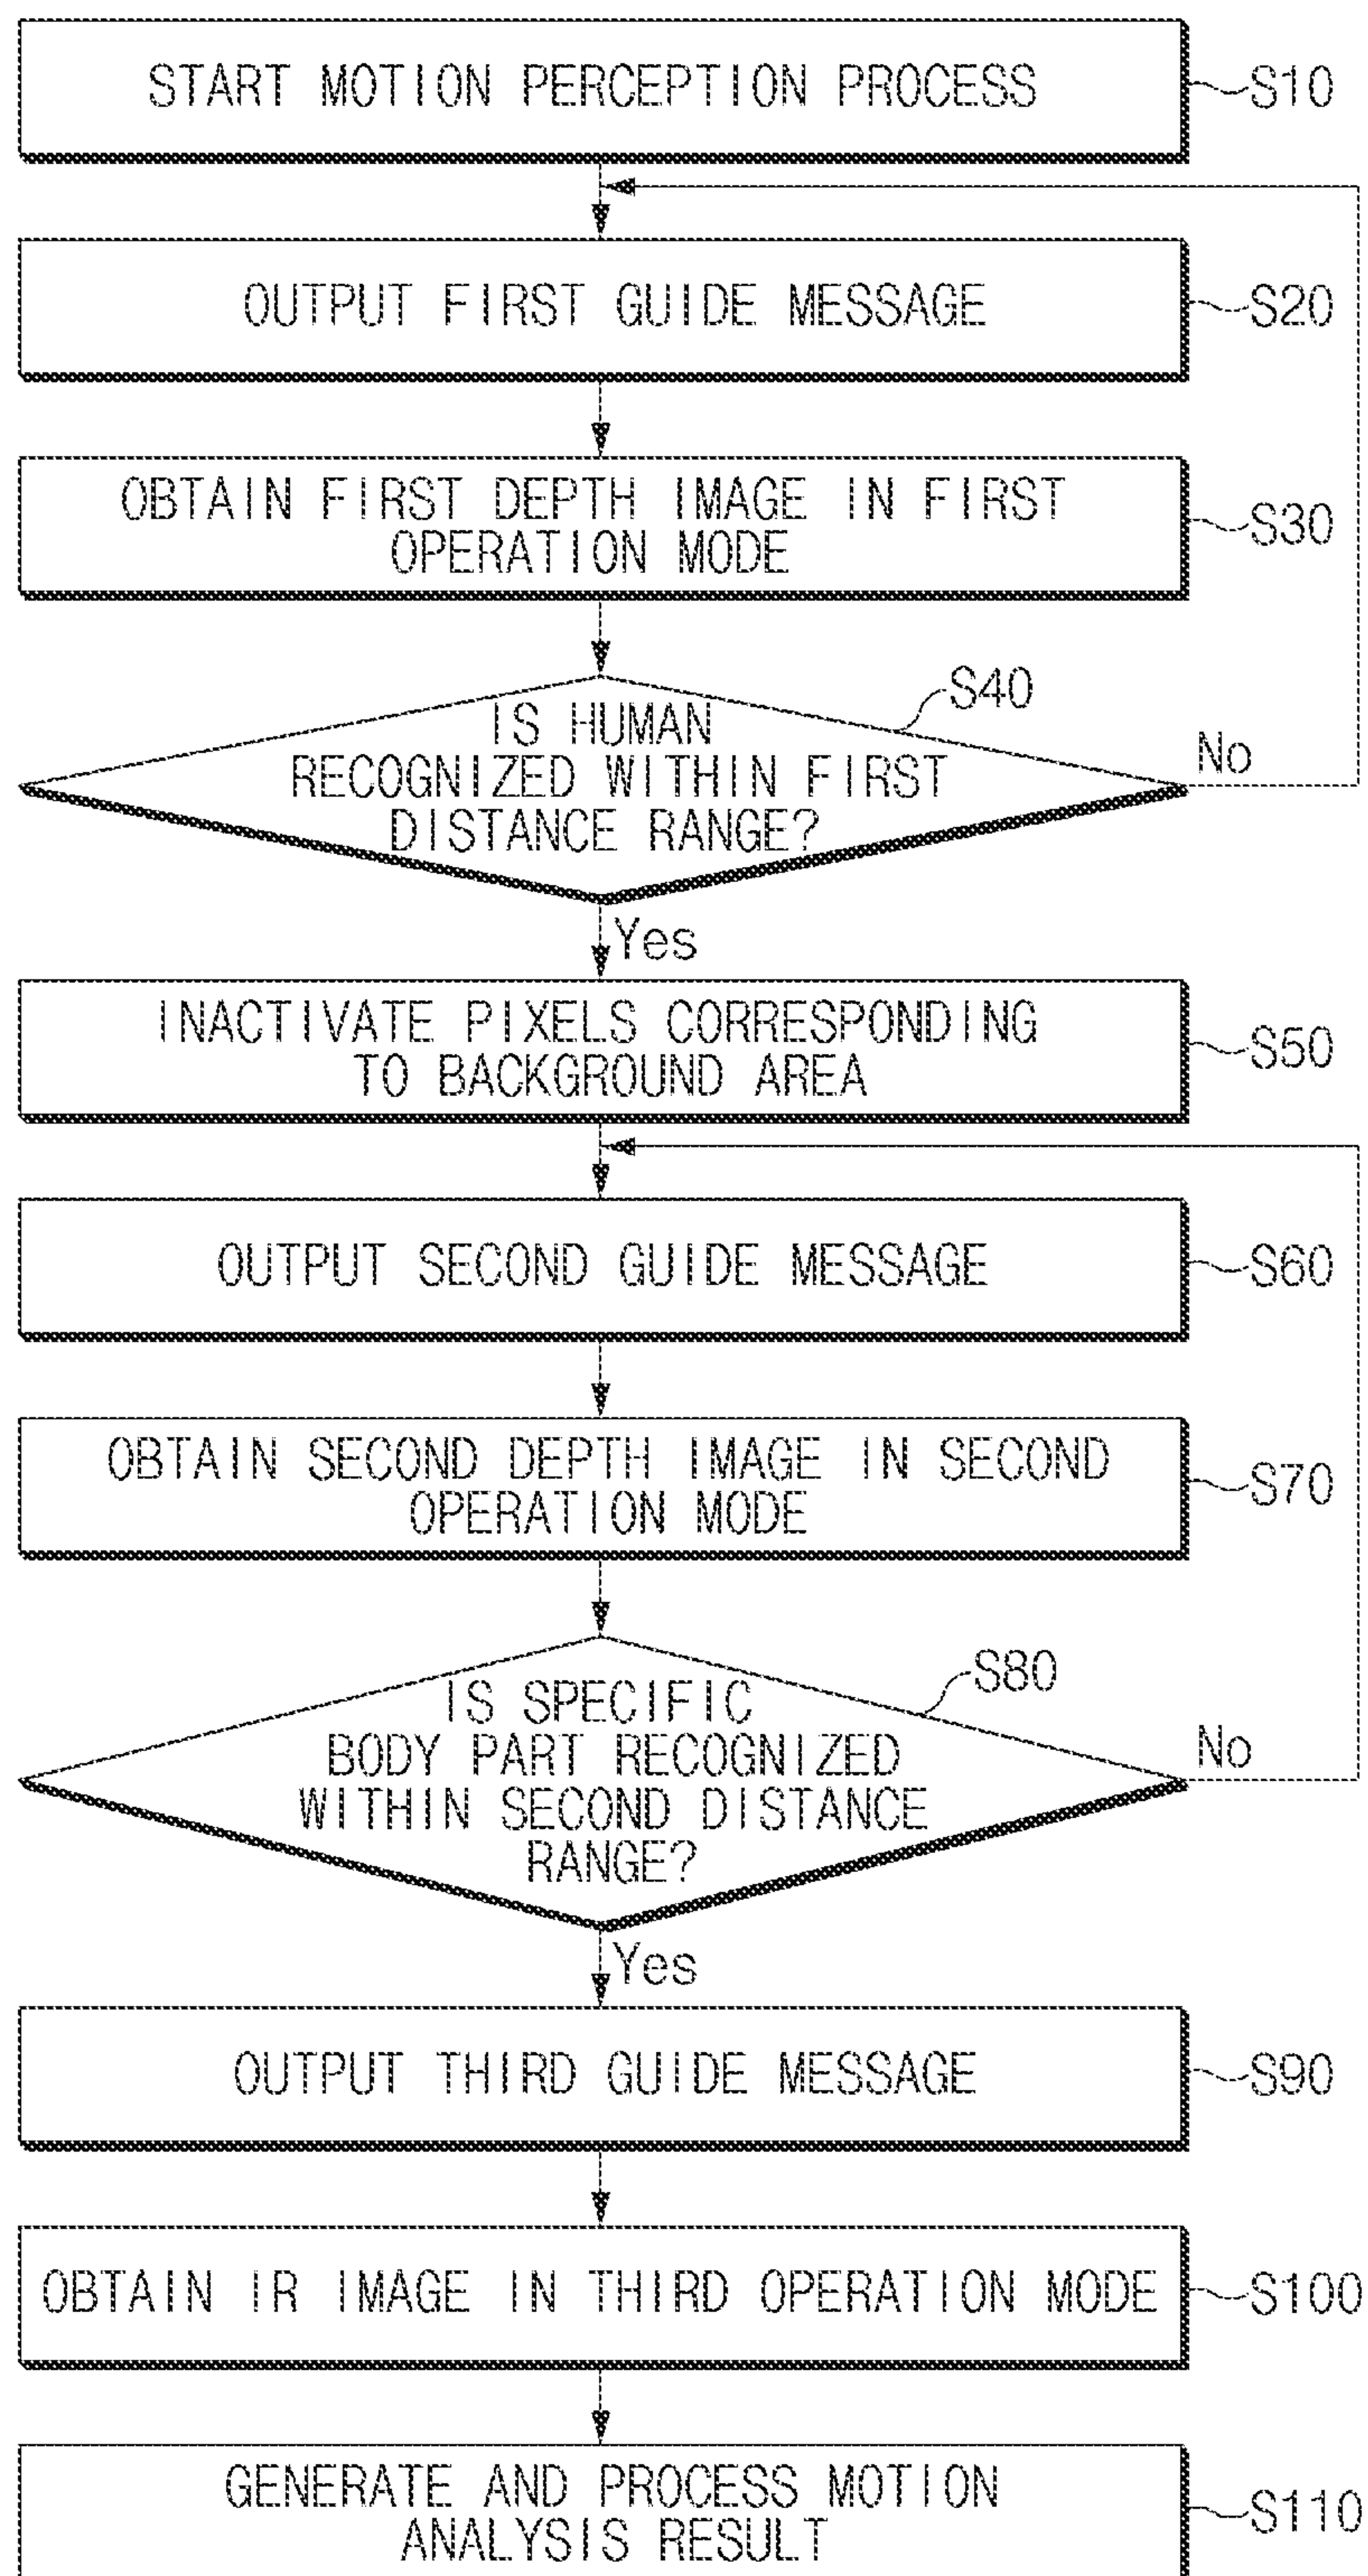 START MOTION PERCEPTION PROCESS
S10
OUTPUT FIRST GUIDE MESSAGE
S20
OBTAIN FIRST DEPTH IMAGE IN FIRST
OPERATION MODE
S30
S40
IS HUMAN
RECOGNIZED WITHIN FIRST
DISTANCE RANGE?
No
Yes
INACTIVATE PIXELS CORRESPONDING
TO BACKGROUND AREA
S50
OUTPUT SECOND GUIDE MESSAGE
S60
OBTAIN SECOND DEPTH IMAGE IN SECOND
OPERATION MODE
S70
S80
IS SPECIFIC
BODY PART RECOGNIZED
WITHIN SECOND DISTANCE
RANGE?
No
Yes
OUTPUT THIRD GUIDE MESSAGE
S90
OBTAIN IR IMAGE IN THIRD OPERATION MODE
S100
GENERATE AND PROCESS MOTION
ANALYSIS RESULT
S110